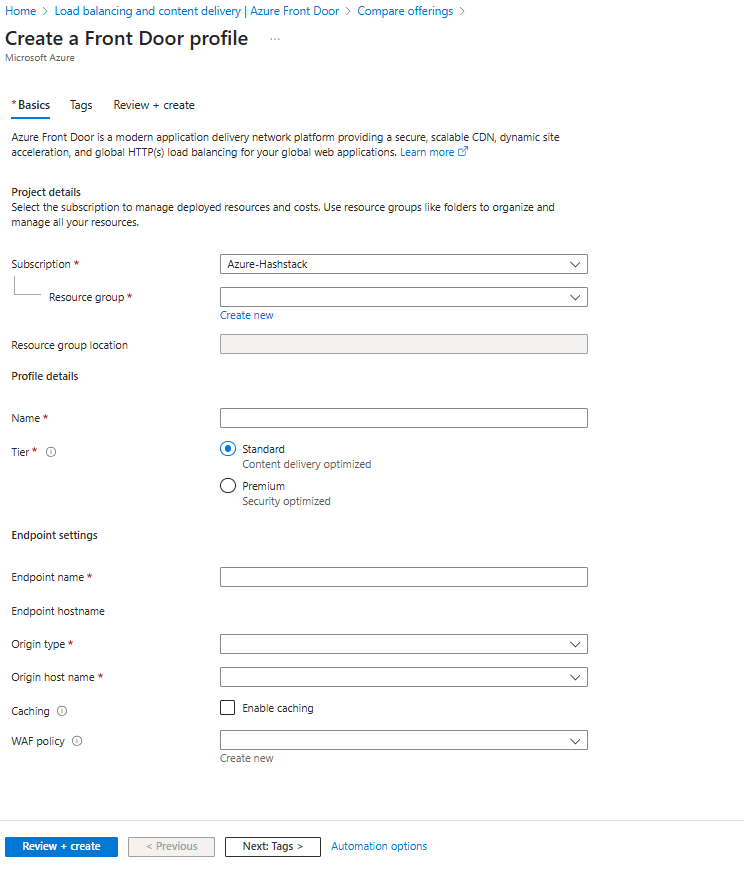 Home > Load balancing and content delivery | Azure Front Door > Compare offerings >
Create a Front Door profile ...
Microsoft Azure
* Basics Tags Review + create
Azure Front Door is a modern application delivery network platform providing a secure, scalable CDN, dynamic site
acceleration, and global HTTP(s) load balancing for your global web applications. Learn more
Project details
Select the subscription to manage deployed resources and costs. Use resource groups like folders to organize and
manage all your resources.
Subscription * Azure-Hashstack
Resource group *
Create new
Resource group location
Profile details
Name *
Tier * Standard
Content delivery optimized
Premium
Security optimized
Endpoint settings
Endpoint name *
Endpoint hostname
Origin type *
Origin host name *
Caching Enable caching
WAF policy
Create new
Review + create < Previous Next: Tags > Automation options